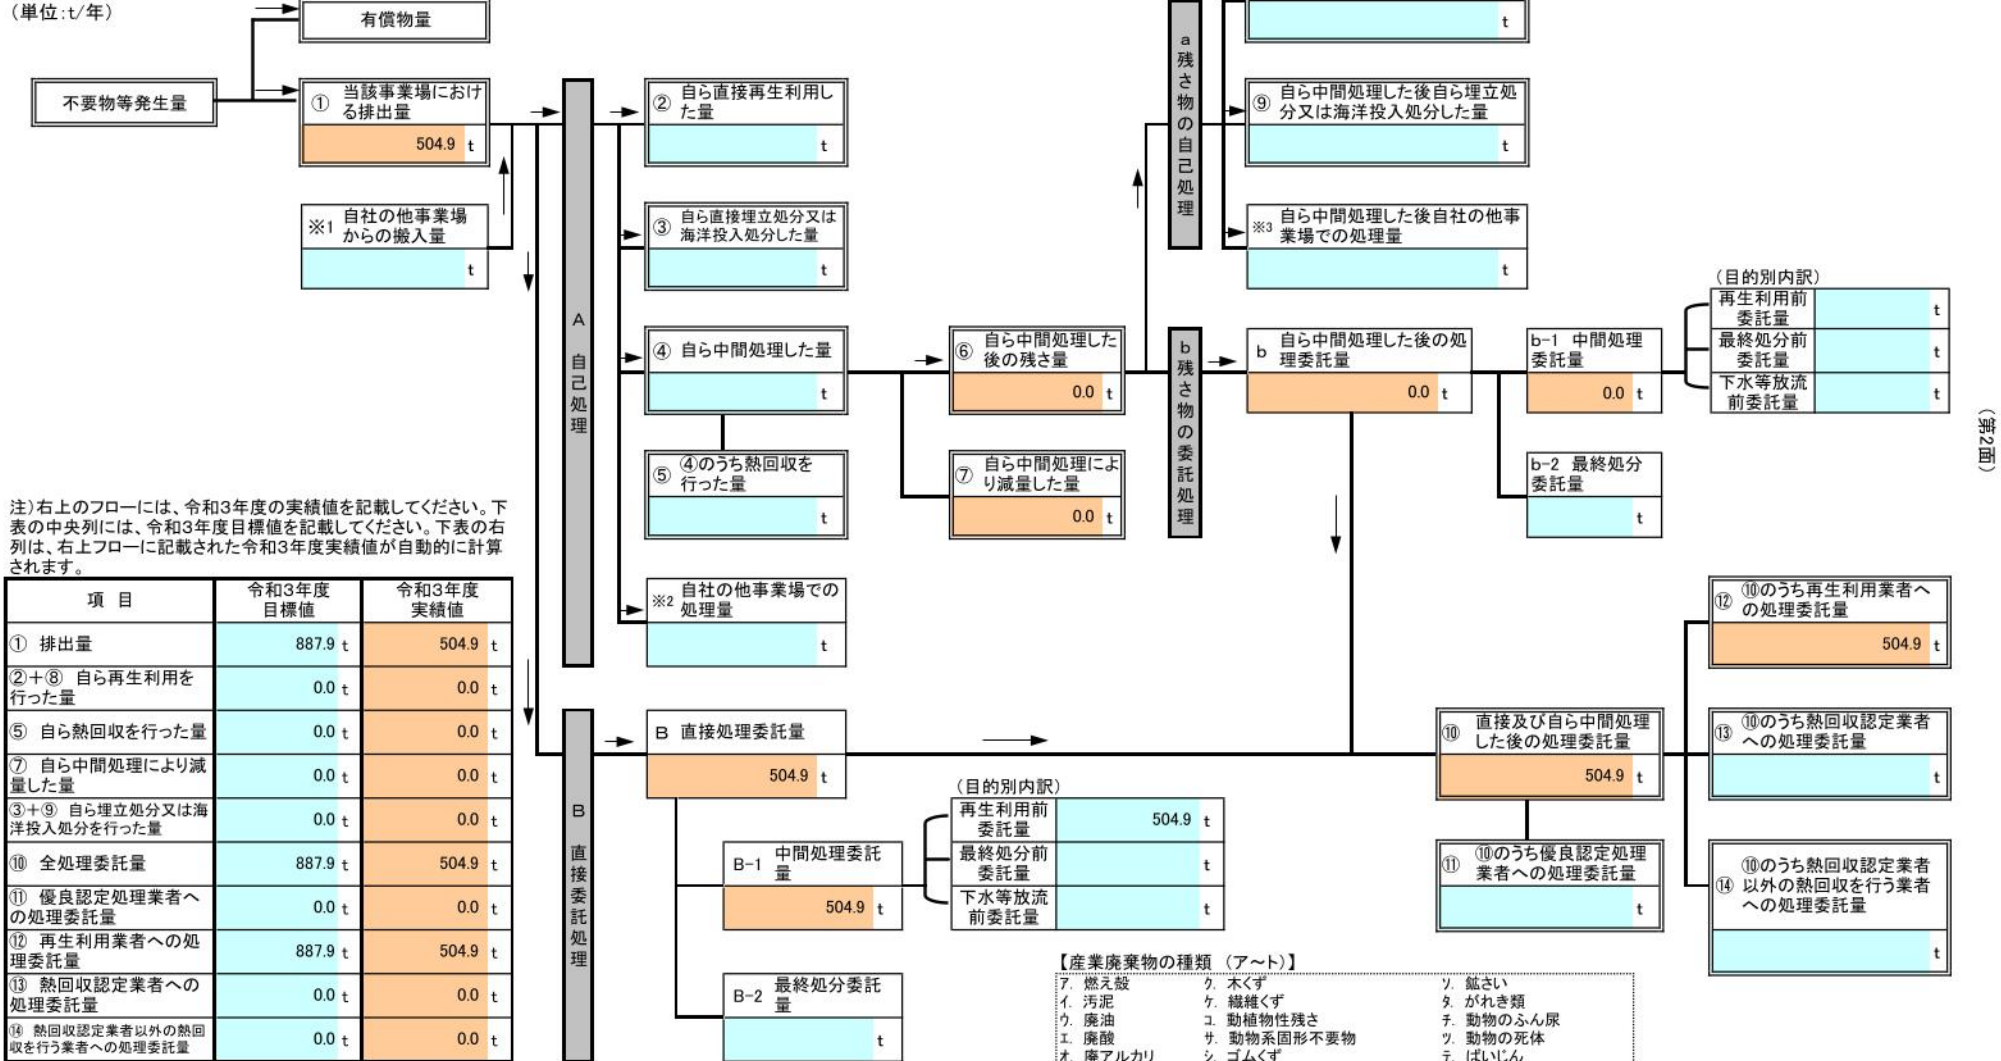 (単位:t/年)
有償物量
不要物等発生量
① 当該事業場におけ
る排出量
504.9 t
※1 自社の他事業場
からの搬入量
t
A 自己処理
② 自ら直接再生利用し
た量
t
③ 自ら直接埋立処分又は
海洋投入処分した量
t
④ 自ら中間処理した量
t
⑤ ④のうち熱回収を
行った量
t
※2 自社の他事業場での
処理量
t
⑥ 自ら中間処理した
後の残さ量
0.0 t
⑦ 自ら中間処理によ
り減量した量
0.0 t
a 残さ物の自己処理
t
⑨ 自ら中間処理した後自ら埋立処
分又は海洋投入処分した量
t
※3 自ら中間処理した後自社の他事
業場での処理量
t
b 残さ物の委託処理
b 自ら中間処理した後の処
理委託量
0.0 t
b-1 中間処理
委託量
0.0 t
(目的別内訳)
再生利用前
委託量
t
最終処分前
委託量
t
下水等放流
前委託量
t
b-2 最終処分
委託量
t
(第2面)
注)右上のフローには、令和3年度の実績値を記載してください。下
表の中央列には、令和3年度目標値を記載してください。下表の右
列は、右上フローに記載された令和3年度実績値が自動的に計算
されます。
項 目 令和3年度 目標値 令和3年度 実績値
① 排出量 887.9 t 504.9 t
②+⑧ 自ら再生利用を
行った量 0.0 t 0.0 t
⑤ 自ら熱回収を行った量 0.0 t 0.0 t
⑦ 自ら中間処理により減
量した量 0.0 t 0.0 t
③+⑨ 自ら埋立処分又は海
洋投入処分を行った量 0.0 t 0.0 t
⑩ 全処理委託量 887.9 t 504.9 t
⑪ 優良認定処理業者へ
の処理委託量 0.0 t 0.0 t
⑫ 再生利用業者への処
理委託量 887.9 t 504.9 t
⑬ 熱回収認定業者への
処理委託量 0.0 t 0.0 t
⑭ 熱回収認定業者以外の熱回
収を行う業者への処理委託量 0.0 t 0.0 t
B 直接委託処理
B 直接処理委託量
504.9 t
B-1 中間処理委託
量
504.9 t
(目的別内訳)
再生利用前
委託量
504.9 t
最終処分前
委託量
t
下水等放流
前委託量
t
B-2 最終処分委託
量
t
⑩ 直接及び自ら中間処理
した後の処理委託量
504.9 t
⑪ ⑩のうち優良認定処理
業者への処理委託量
t
⑫ ⑩のうち再生利用業者へ
の処理委託量
504.9 t
⑬ ⑩のうち熱回収認定業者
への処理委託量
t
⑭ ⑩のうち熱回収認定業者
以外の熱回収を行う業者
への処理委託量
t
【産業廃棄物の種類 (ア~ト)】
ア. 燃え殻 ク. 木くず ソ. 鉱さい
イ. 汚泥 ケ. 繊維くず タ. がれき類
ウ. 廃油 コ. 動植物性残さ チ. 動物のふん尿
エ. 廃酸 サ. 動物系固形不要物 ツ. 動物の死体
オ. 廃アルカリ シ. ゴムくず テ. ばいじん